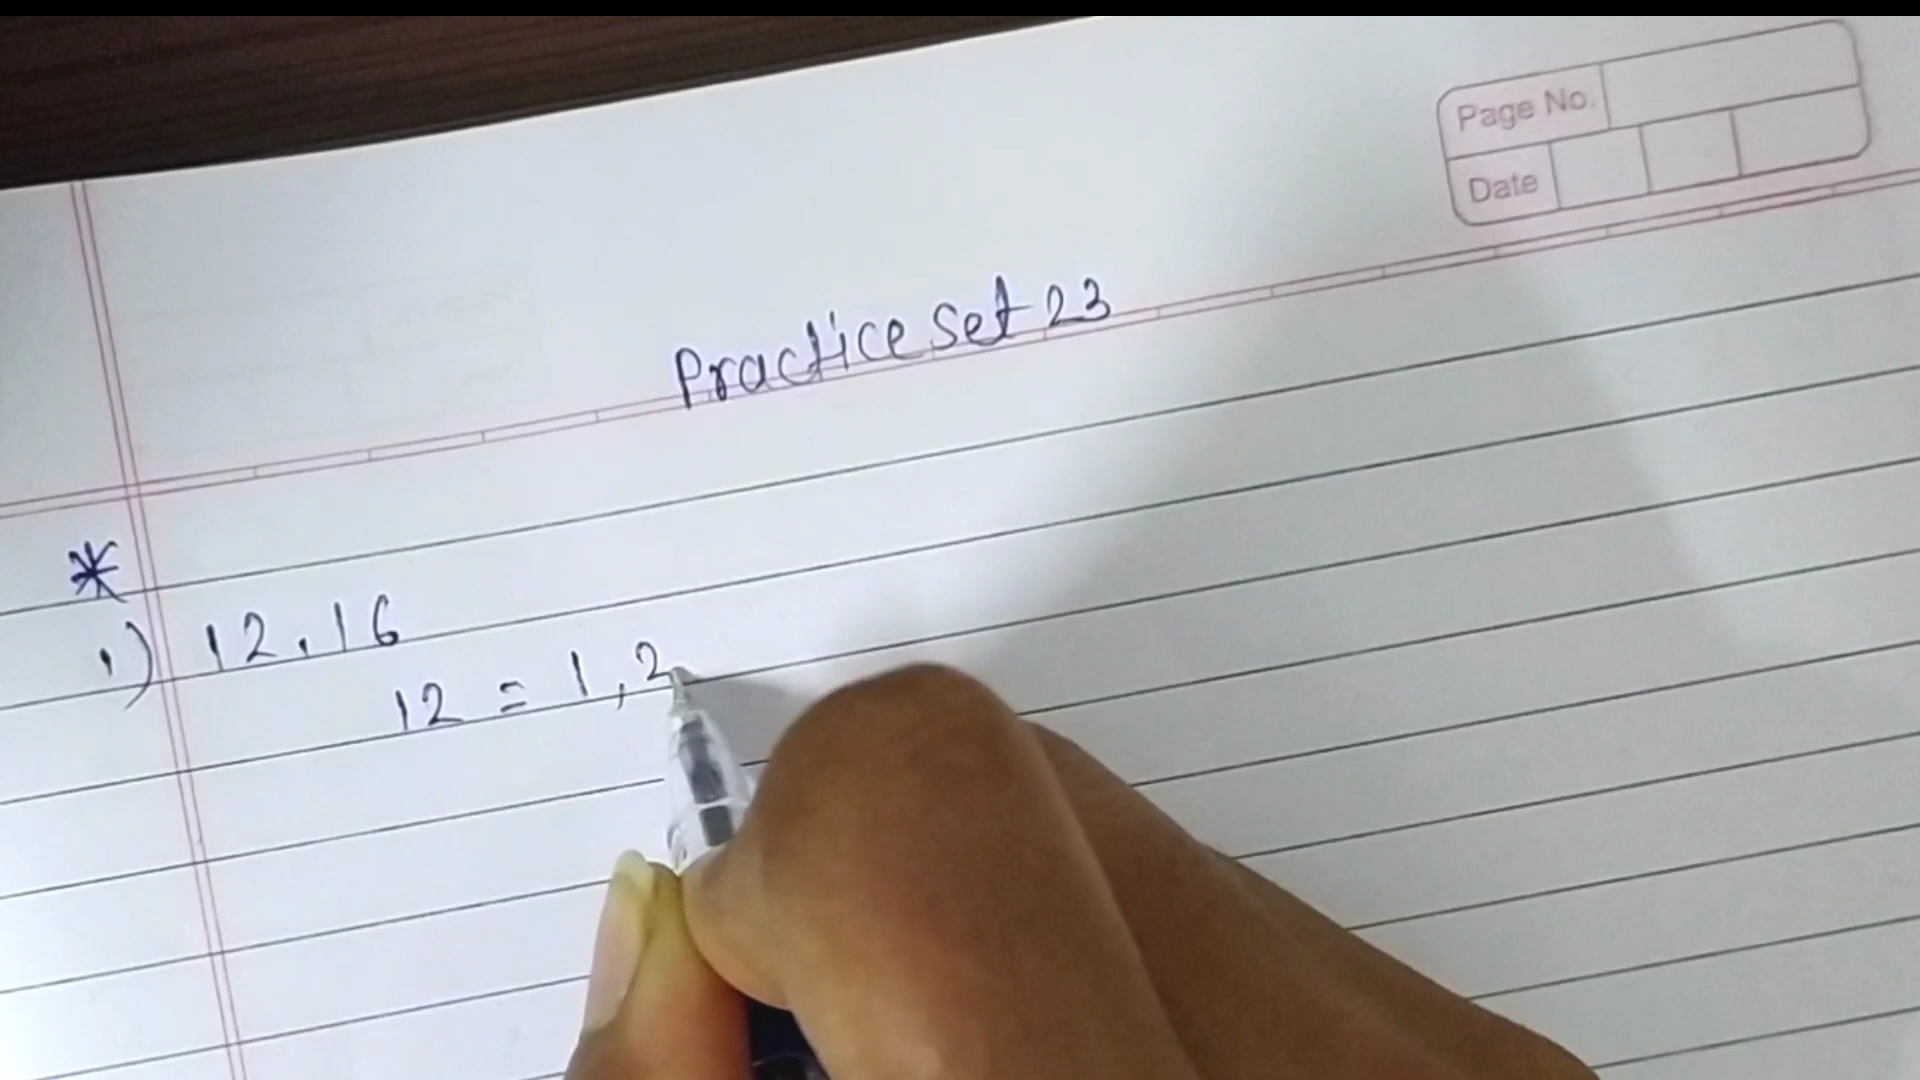 Page No.
Date
Practice Set 23
*
1) 12, 16
12 = 1, 2